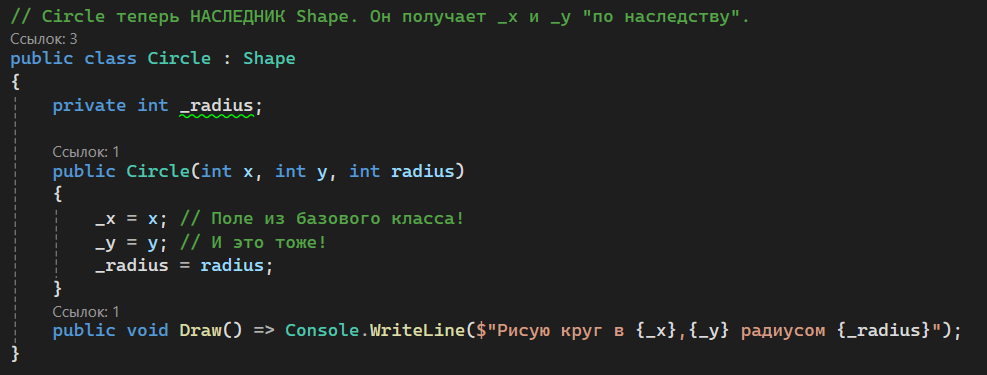 // Circle теперь НАСЛЕДНИК Shape. Он получает _x и _y "по наследству".
Ссылок: 3
public class Circle : Shape
{
private int _radius;
Ссылок: 1
public Circle(int x, int y, int radius)
{
_x = x; // Поле из базового класса!
_y = y; // И это тоже!
_radius = radius;
}
Ссылок: 1
public void Draw() => Console.WriteLine($"Рисую круг в {_x},{_y} радиусом {_radius}");
}